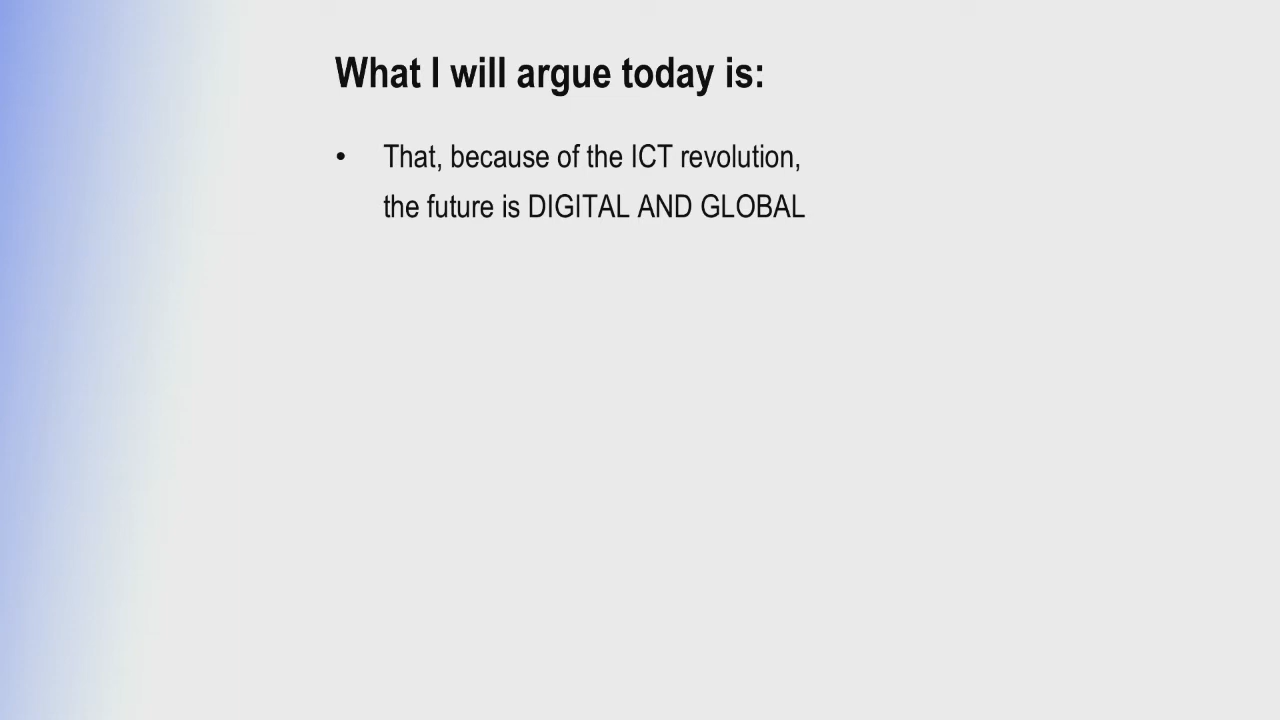 What I will argue today is:
• That, because of the ICT revolution,
the future is DIGITAL AND GLOBAL